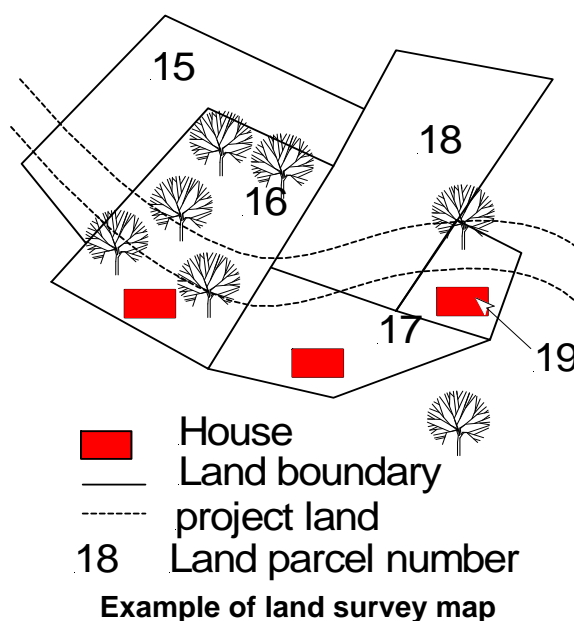 15
18
16
17
19
House
Land boundary
project land
18 Land parcel number
Example of land survey map